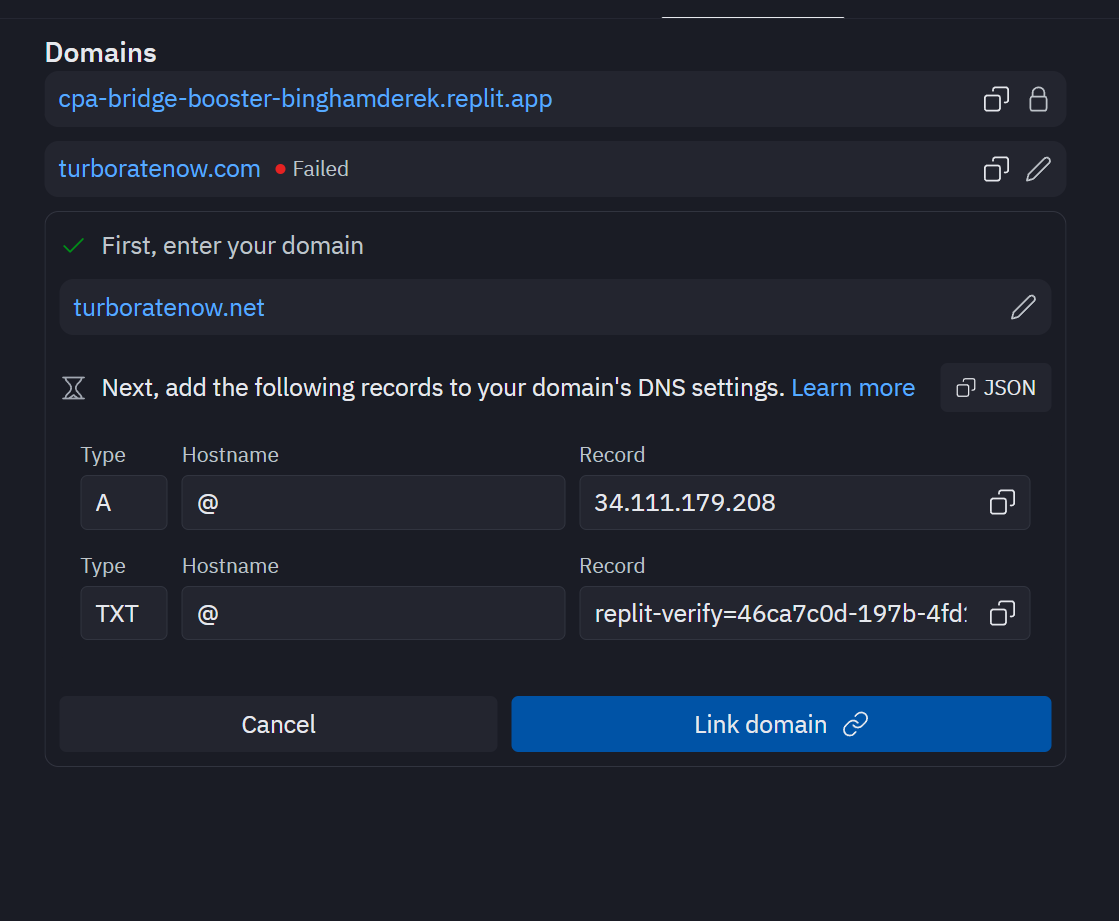 Domains
cpa-bridge-booster-binghamderek.replit.app
turboratenow.com Failed
First, enter your domain
turboratenow.net
Next, add the following records to your domain's DNS settings. Learn more JSON
Type Hostname Record
A @ 34.111.179.208
Type Hostname Record
TXT @ replit-verify=46ca7c0d-197b-4fd
Cancel Link domain